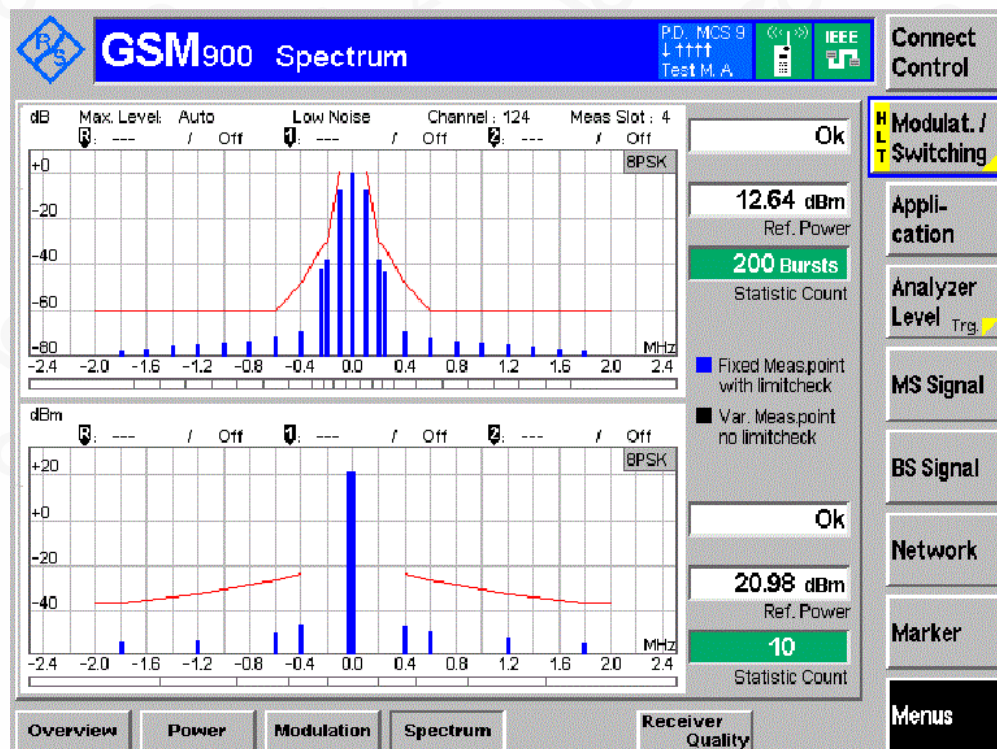 R&S
GSM900 Spectrum
P.D. MCS 9
↓ ↑↑↑↑
Test M. A
IEEE
Connect
Control
dB Max. Level: Auto Low Noise Channel : 124 Meas Slot : 4
R: --- / Off 1: --- / Off 2: --- / Off
8PSK
+0
-20
-40
-60
-80
MHz
-2.4 -2.0 -1.6 -1.2 -0.8 -0.4 0.0 0.4 0.8 1.2 1.6 2.0 2.4
Ok
12.64 dBm
Ref. Power
200 Bursts
Statistic Count
Fixed Meas.point
with limitcheck
Var. Meas.point
no limitcheck
dBm
R: --- / Off 1: --- / Off 2: --- / Off
8PSK
+20
+0
-20
-40
MHz
-2.4 -2.0 -1.6 -1.2 -0.8 -0.4 0.0 0.4 0.8 1.2 1.6 2.0 2.4
Ok
20.98 dBm
Ref. Power
10
Statistic Count
HLT
Modulat. /
Switching
Appli-
cation
Analyzer
Level Trg.
MS Signal
BS Signal
Network
Marker
Menus
Overview
Power
Modulation
Spectrum
Receiver
Quality